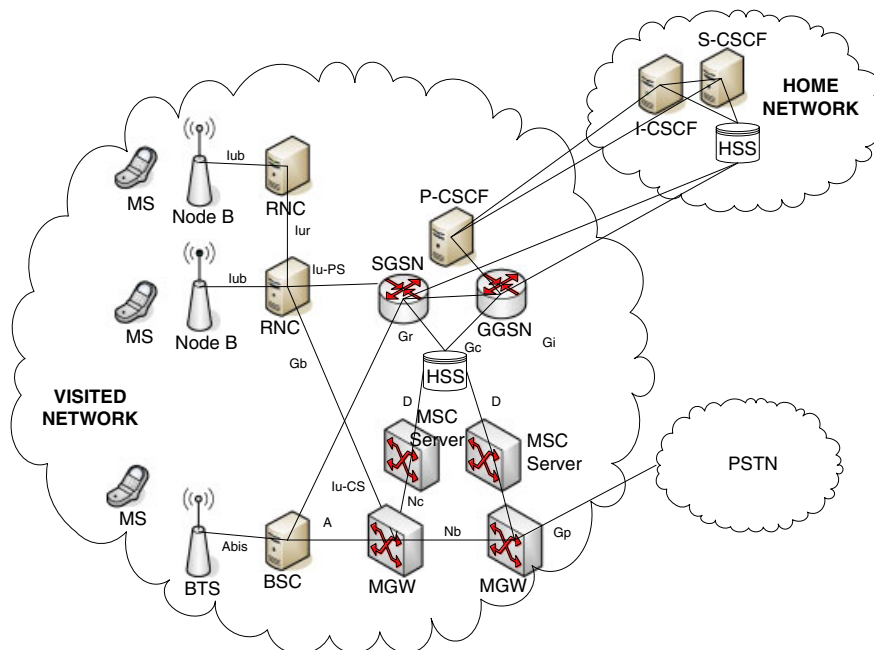 S-CSCF
HOME
NETWORK
I-CSCF
HSS
Iub
MS
Node B
RNC
P-CSCF
Iur
Iu-PS
SGSN
Iub
MS
Node B
RNC
GGSN
Gr
Gc
Gi
Gb
HSS
VISITED
NETWORK
D
D
MSC
Server
MSC
Server
PSTN
Iu-CS
Nc
MS
Abis
A
Nb
Gp
BTS
BSC
MGW
MGW